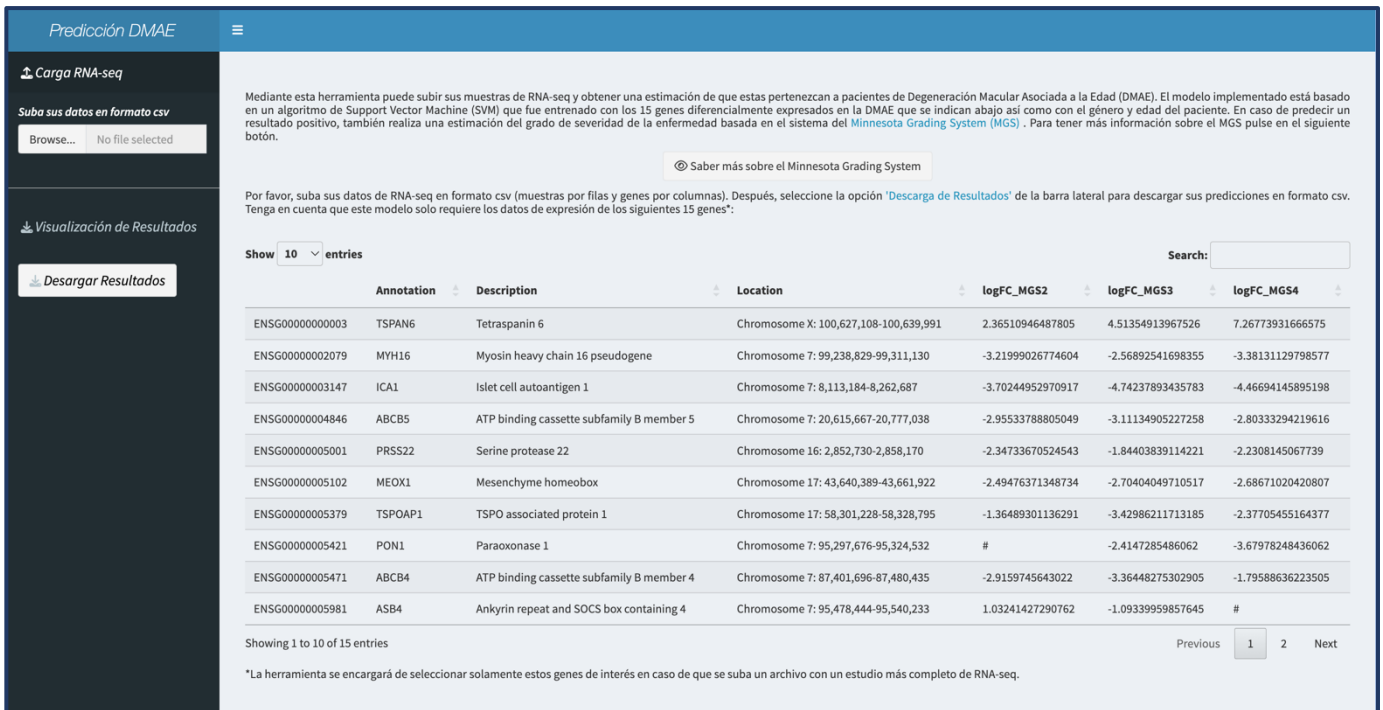 Predicción DMAE
Carga RNA-seq
Suba sus datos en formato csv
Browse... No file selected
Visualización de Resultados
Desargar Resultados
Mediante esta herramienta puede subir sus muestras de RNA-seq y obtener una estimación de que estas pertenezcan a pacientes de Degeneración Macular Asociada a la Edad (DMAE). El modelo implementado está basado
en un algoritmo de Support Vector Machine (SVM) que fue entrenado con los 15 genes diferencialmente expresados en la DMAE que se indican abajo así como con el género y edad del paciente. En caso de predecir un
resultado positivo, también realiza una estimación del grado de severidad de la enfermedad basada en el sistema del Minnesota Grading System (MGS) . Para tener más información sobre el MGS pulse en el siguiente
botón.
Saber más sobre el Minnesota Grading System
Por favor, suba sus datos de RNA-seq en formato csv (muestras por filas y genes por columnas). Después, seleccione la opción 'Descarga de Resultados' de la barra lateral para descargar sus predicciones en formato csv.
Tenga en cuenta que este modelo solo requiere los datos de expresión de los siguientes 15 genes*:
Show 10 entries Search:
Annotation Description Location logFC_MGS2 logFC_MGS3 logFC_MGS4
ENSG00000000003 TSPAN6 Tetraspanin 6 Chromosome X: 100,627,108-100,639,991 2.36510946487805 4.51354913967526 7.26773931666575
ENSG00000002079 MYH16 Myosin heavy chain 16 pseudogene Chromosome 7: 99,238,829-99,311,130 -3.21999026774604 -2.56892541698355 -3.38131129798577
ENSG00000003147 ICA1 Islet cell autoantigen 1 Chromosome 7: 8,113,184-8,262,687 -3.70244952970917 -4.74237893435783 -4.46694145895198
ENSG00000004846 ABCB5 ATP binding cassette subfamily B member 5 Chromosome 7: 20,615,667-20,777,038 -2.95533788805049 -3.11134905227258 -2.80333294219616
ENSG00000005001 PRSS22 Serine protease 22 Chromosome 16: 2,852,730-2,858,170 -2.34733670524543 -1.84403839114221 -2.2308145067739
ENSG00000005102 MEOX1 Mesenchyme homeobox Chromosome 17: 43,640,389-43,661,922 -2.49476371348734 -2.70404049710517 -2.68671020420807
ENSG00000005379 TSPOAP1 TSPO associated protein 1 Chromosome 17: 58,301,228-58,328,795 -1.36489301136291 -3.42986211713185 -2.37705455164377
ENSG00000005421 PON1 Paraoxonase 1 Chromosome 7: 95,297,676-95,324,532 # -2.4147285486062 -3.67978248436062
ENSG00000005471 ABCB4 ATP binding cassette subfamily B member 4 Chromosome 7: 87,401,696-87,480,435 -2.9159745643022 -3.36448275302905 -1.79588636223505
ENSG00000005981 ASB4 Ankyrin repeat and SOCS box containing 4 Chromosome 7: 95,478,444-95,540,233 1.03241427290762 -1.09339959857645 #
Showing 1 to 10 of 15 entries Previous 1 2 Next
*La herramienta se encargará de seleccionar solamente estos genes de interés en caso de que se suba un archivo con un estudio más completo de RNA-seq.